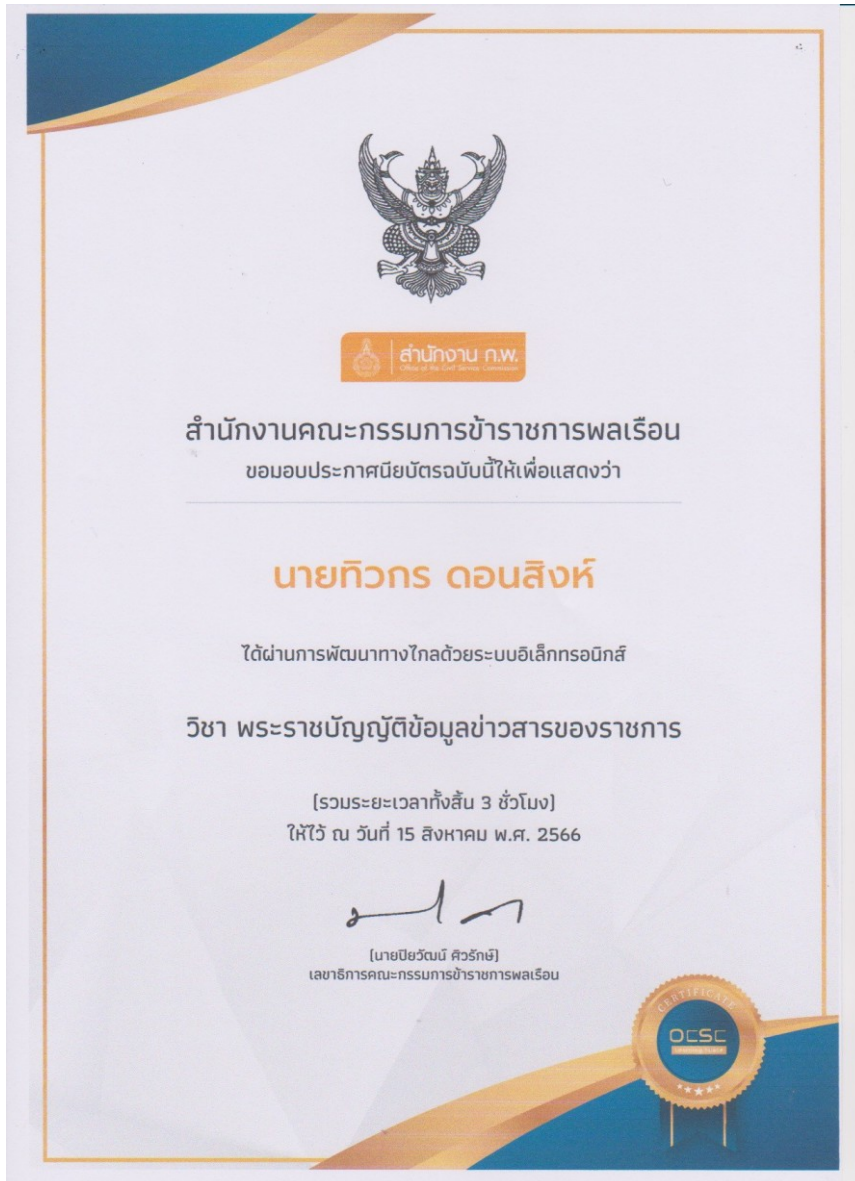 สำนักงาน ก.พ.
Office of the Civil Service Commission
สำนักงานคณะกรรมการข้าราชการพลเรือน
ขอมอบประกาศนียบัตรฉบับนี้ให้เพื่อแสดงว่า
นายทิวกร ดอนสิงห์
ได้ผ่านการพัฒนาทางไกลด้วยระบบอิเล็กทรอนิกส์
วิชา พระราชบัญญัติข้อมูลข่าวสารของราชการ
(รวมระยะเวลาทั้งสิ้น 3 ชั่วโมง)
ให้ไว้ ณ วันที่ 15 สิงหาคม พ.ศ. 2566
(นายปิยวัฒน์ ศิวรักษ์)
เลขาธิการคณะกรรมการข้าราชการพลเรือน
CERTIFICATE
OCSC